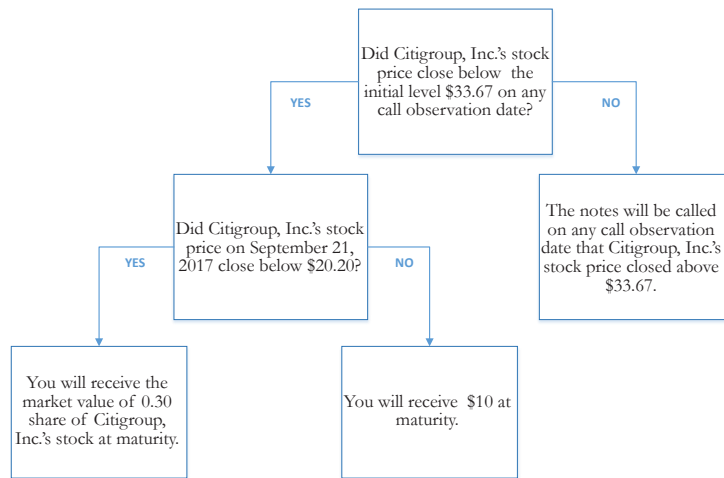 Did Citigroup, Inc.'s stock
price close below the
initial level $33.67 on any
call observation date?
YES
NO
Did Citigroup, Inc.'s stock
price on September 21,
2017 close below $20.20?
The notes will be called
on any call observation
date that Citigroup, Inc.'s
stock price closed above
$33.67.
YES
NO
You will receive the
market value of 0.30
share of Citigroup,
Inc.'s stock at maturity.
You will receive $10 at
maturity.